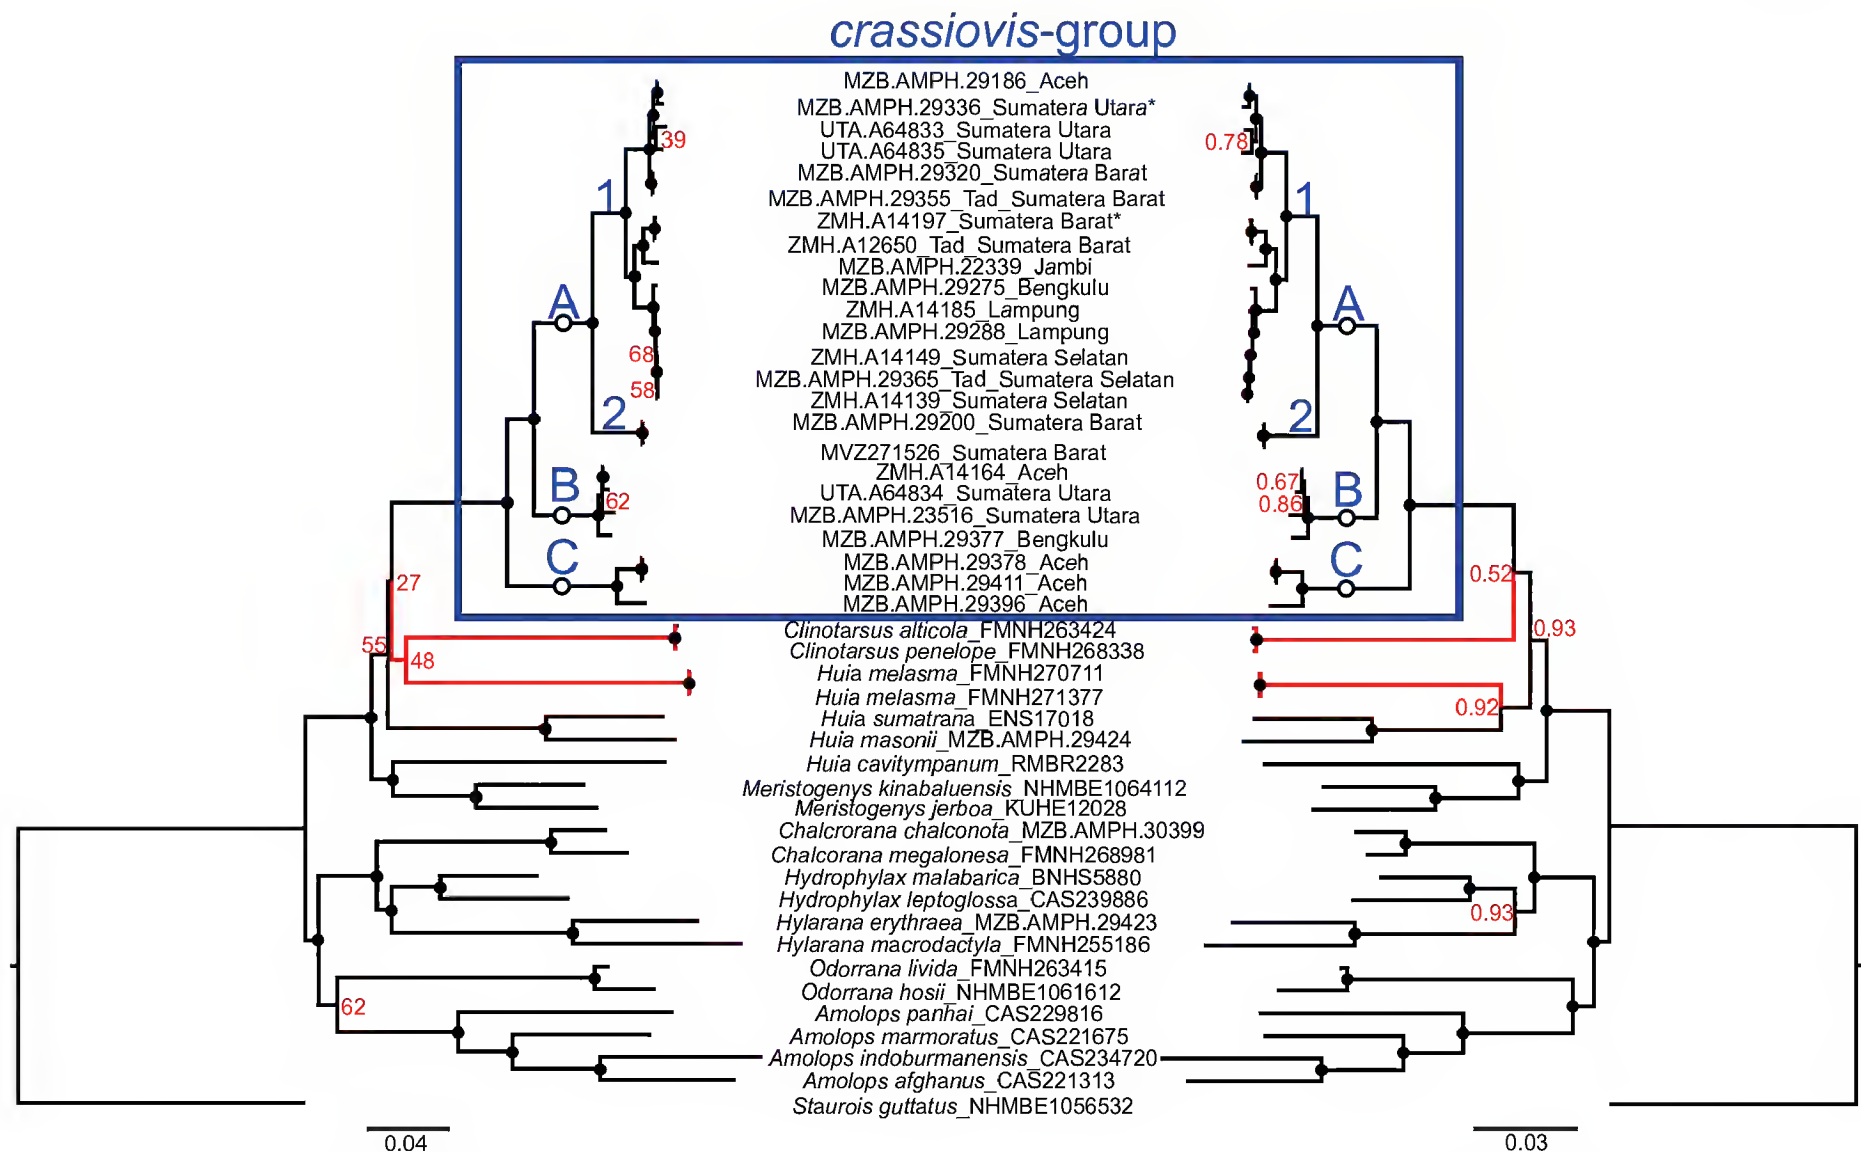 crassiovis-group
MZB.AMPH.29186_Aceh
MZB.AMPH.29336_Sumatera Utara*
UTA.A64833_Sumatera Utara
39
0.78
UTA.A64835_Sumatera Utara
MZB.AMPH.29320_Sumatera Barat
1
1
MZB.AMPH.29355_Tad_Sumatera Barat
ZMH.A14197_Sumatera Barat*
ZMH.A12650_Tad_Sumatera Barat
MZB.AMPH.22339_Jambi
MZB.AMPH.29275_Bengkulu
A
A
ZMH.A14185_Lampung
MZB.AMPH.29288_Lampung
68
ZMH.A14149_Sumatera Selatan
MZB.AMPH.29365_Tad_Sumatera Selatan
58
ZMH.A14139_Sumatera Selatan
2
2
MZB.AMPH.29200_Sumatera Barat
MVZ271526_Sumatera Barat
ZMH.A14164_Aceh
B
0.67
B
UTA.A64834_Sumatera Utara
62
0.86
MZB.AMPH.23516_Sumatera Utara
MZB.AMPH.29377_Bengkulu
C
C
MZB.AMPH.29378_Aceh
27
0.52
MZB.AMPH.29411_Aceh
MZB.AMPH.29396_Aceh
Clinotarsus alticola_FMNH263424
0.93
55
Clinotarsus penelope_FMNH268338
48
Huia melasma_FMNH270711
Huia melasma_FMNH271377
0.92
Huia sumatrana_ENS17018
Huia masonii_MZB.AMPH.29424
Huia cavitympanum_RMBR2283
Meristogenys kinabaluensis_NHMBE1064112
Meristogenys jerboa_KUHE12028
Chalcrorana chalconota_MZB.AMPH.30399
Chalcorana megalonesa_FMNH268981
Hydrophylax malabarica_BNHS5880
Hydrophylax leptoglossa_CAS239886
0.93
Hylarana erythraea_MZB.AMPH.29423
Hylarana macrodactyla_FMNH255186
Odorrana livida_FMNH263415
Odorrana hosii_NHMBE1061612
62
Amolops panhai_CAS229816
Amolops marmoratus_CAS221675
Amolops indoburmanensis_CAS234720
Amolops afghanus_CAS221313
Staurois guttatus_NHMBE1056532
0.04
0.03